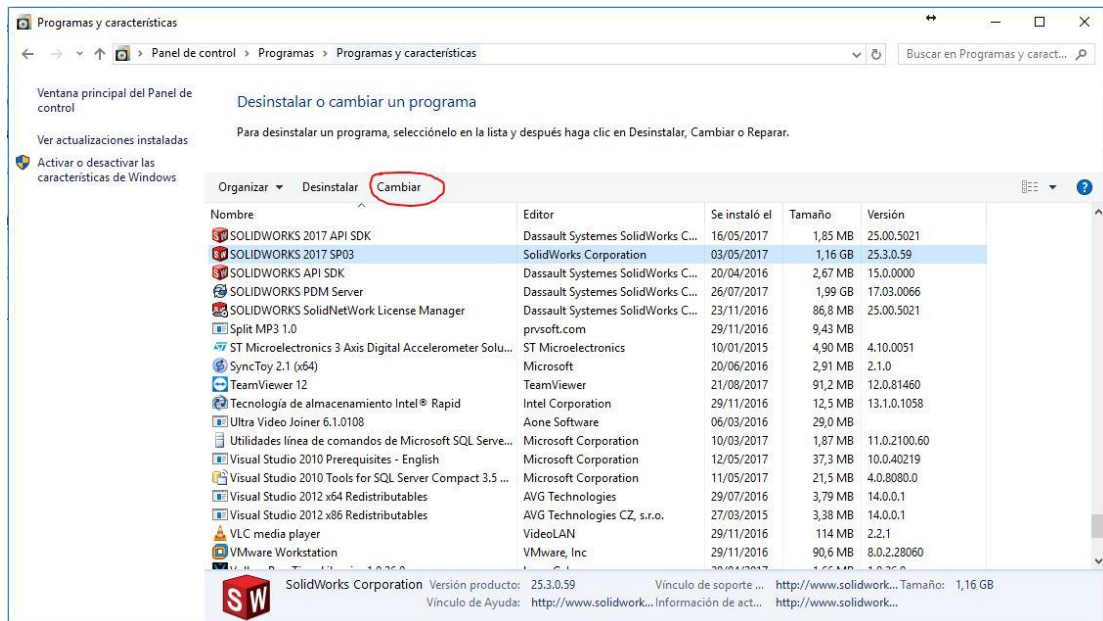 Programas y características
Panel de control > Programas > Programas y características
Buscar en Programas y caract...
Ventana principal del Panel de control
Ver actualizaciones instaladas
Activar o desactivar las características de Windows
Desinstalar o cambiar un programa
Para desinstalar un programa, selecciónelo en la lista y después haga clic en Desinstalar, Cambiar o Reparar.
Organizar Desinstalar Cambiar
Nombre Editor Se instaló el Tamaño Versión
SOLIDWORKS 2017 API SDK Dassault Systemes SolidWorks C... 16/05/2017 1,85 MB 25.00.5021
SOLIDWORKS 2017 SP03 SolidWorks Corporation 03/05/2017 1,16 GB 25.3.0.59
SOLIDWORKS API SDK Dassault Systemes SolidWorks C... 20/04/2016 2,67 MB 15.0.0000
SOLIDWORKS PDM Server Dassault Systemes SolidWorks C... 26/07/2017 1,99 GB 17.03.0066
SOLIDWORKS SolidNetWork License Manager Dassault Systemes SolidWorks C... 23/11/2016 86,8 MB 25.00.5021
Split MP3 1.0 prvsoft.com 29/11/2016 9,43 MB
ST Microelectronics 3 Axis Digital Accelerometer Solu... ST Microelectronics 10/01/2015 4,90 MB 4.10.0051
SyncToy 2.1 (x64) Microsoft 20/06/2016 2,91 MB 2.1.0
TeamViewer 12 TeamViewer 21/08/2017 91,2 MB 12.0.81460
Tecnología de almacenamiento Intel® Rapid Intel Corporation 29/11/2016 12,5 MB 13.1.0.1058
Ultra Video Joiner 6.1.0108 Aone Software 06/03/2016 29,0 MB
Utilidades línea de comandos de Microsoft SQL Serve... Microsoft Corporation 10/03/2017 1,87 MB 11.0.2100.60
Visual Studio 2010 Prerequisites - English Microsoft Corporation 12/05/2017 37,3 MB 10.0.40219
Visual Studio 2010 Tools for SQL Server Compact 3.5 ... Microsoft Corporation 11/05/2017 21,5 MB 4.0.8080.0
Visual Studio 2012 x64 Redistributables AVG Technologies 29/07/2016 3,79 MB 14.0.0.1
Visual Studio 2012 x86 Redistributables AVG Technologies CZ, s.r.o. 27/03/2015 3,38 MB 14.0.0.1
VLC media player VideoLAN 29/11/2016 114 MB 2.2.1
VMware Workstation VMware, Inc 29/11/2016 90,6 MB 8.0.2.28060
SolidWorks Corporation Versión producto: 25.3.0.59 Vínculo de soporte ... http://www.solidwork... Tamaño: 1,16 GB
SW Vínculo de Ayuda: http://www.solidwork... Información de act... http://www.solidwork...